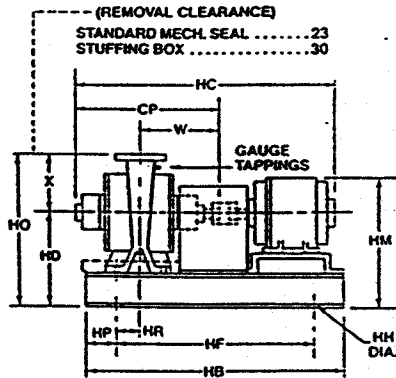 (REMOVAL CLEARANCE)
STANDARD MECH. SEAL ........23
STUFFING BOX ..................30
HC
CP
W
GAUGE
TAPPINGS
X
HO
HD
HM
HP
HR
HF
HH
DIA.
HB